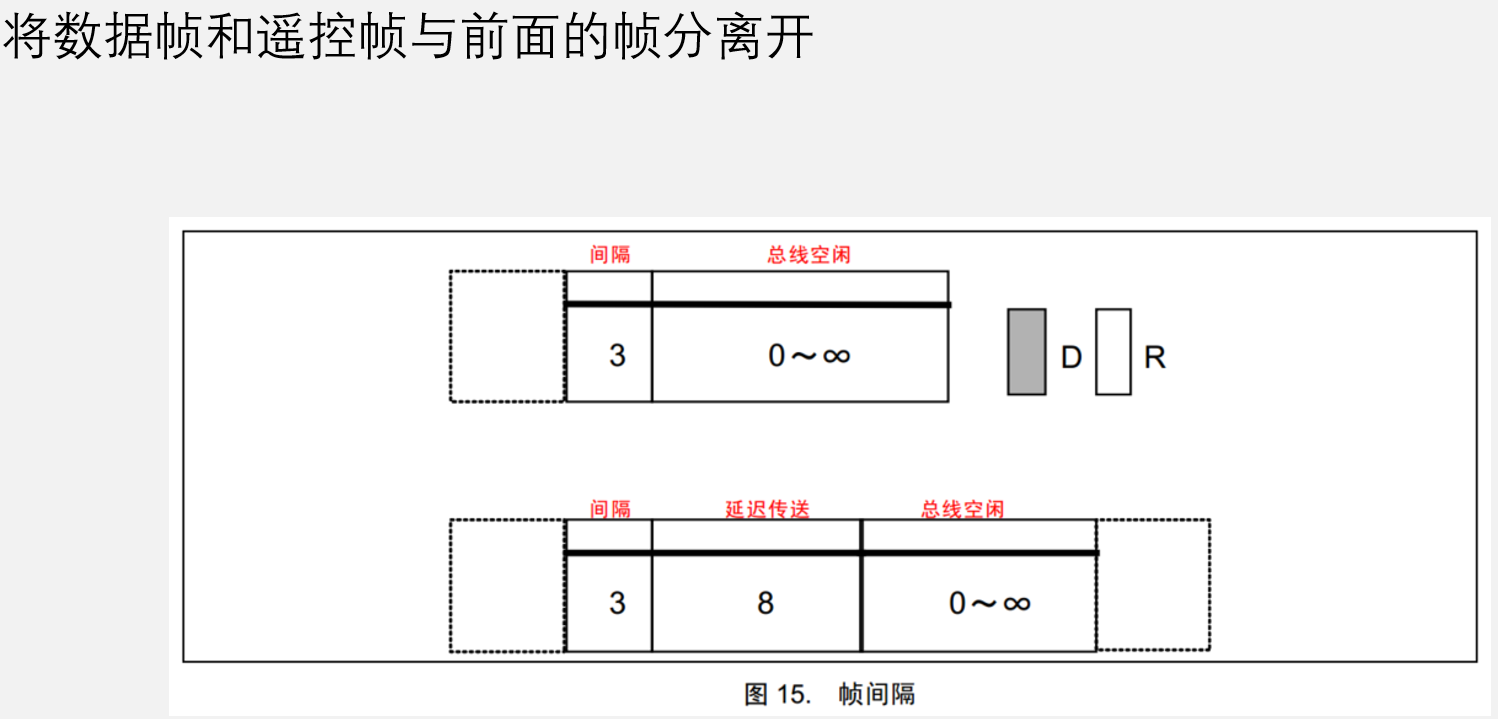 将数据帧和遥控帧与前面的帧分离开
间隔 总线空闲
3 0～∞ D R
间隔 延迟传送 总线空闲
3 8 0～∞
图 15. 帧间隔